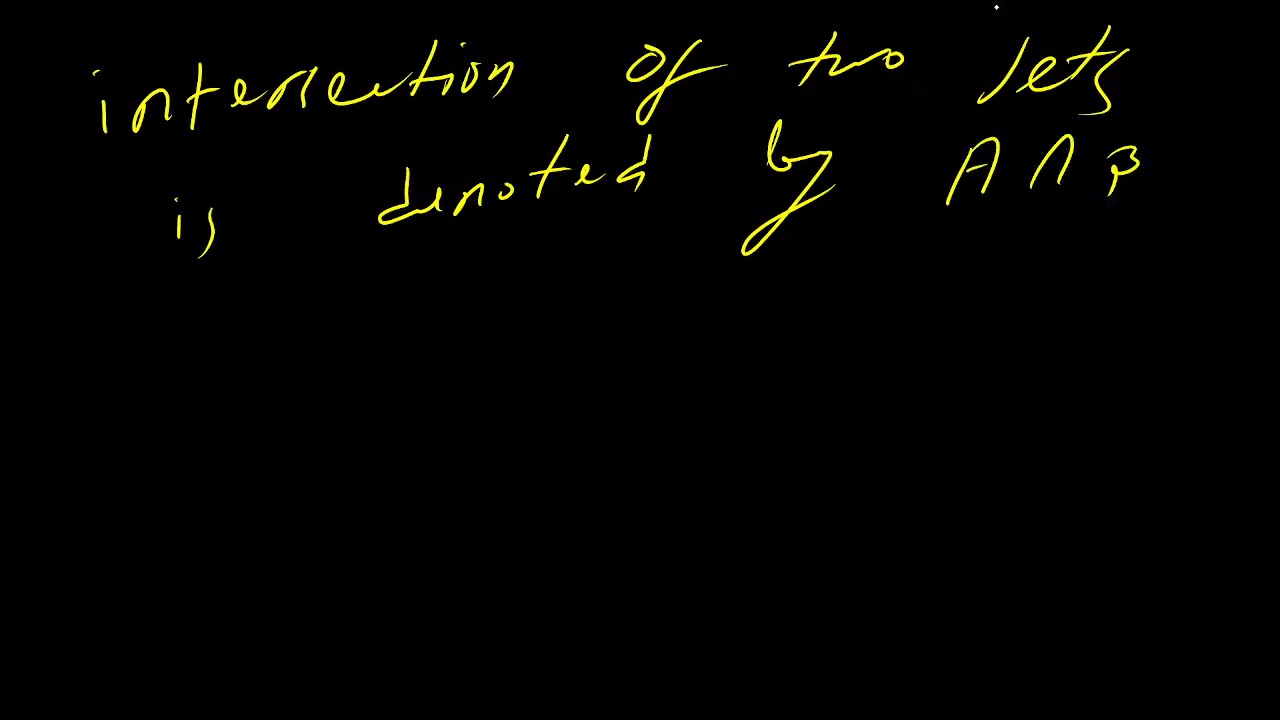 intersection of two sets
is denoted by A ∩ B